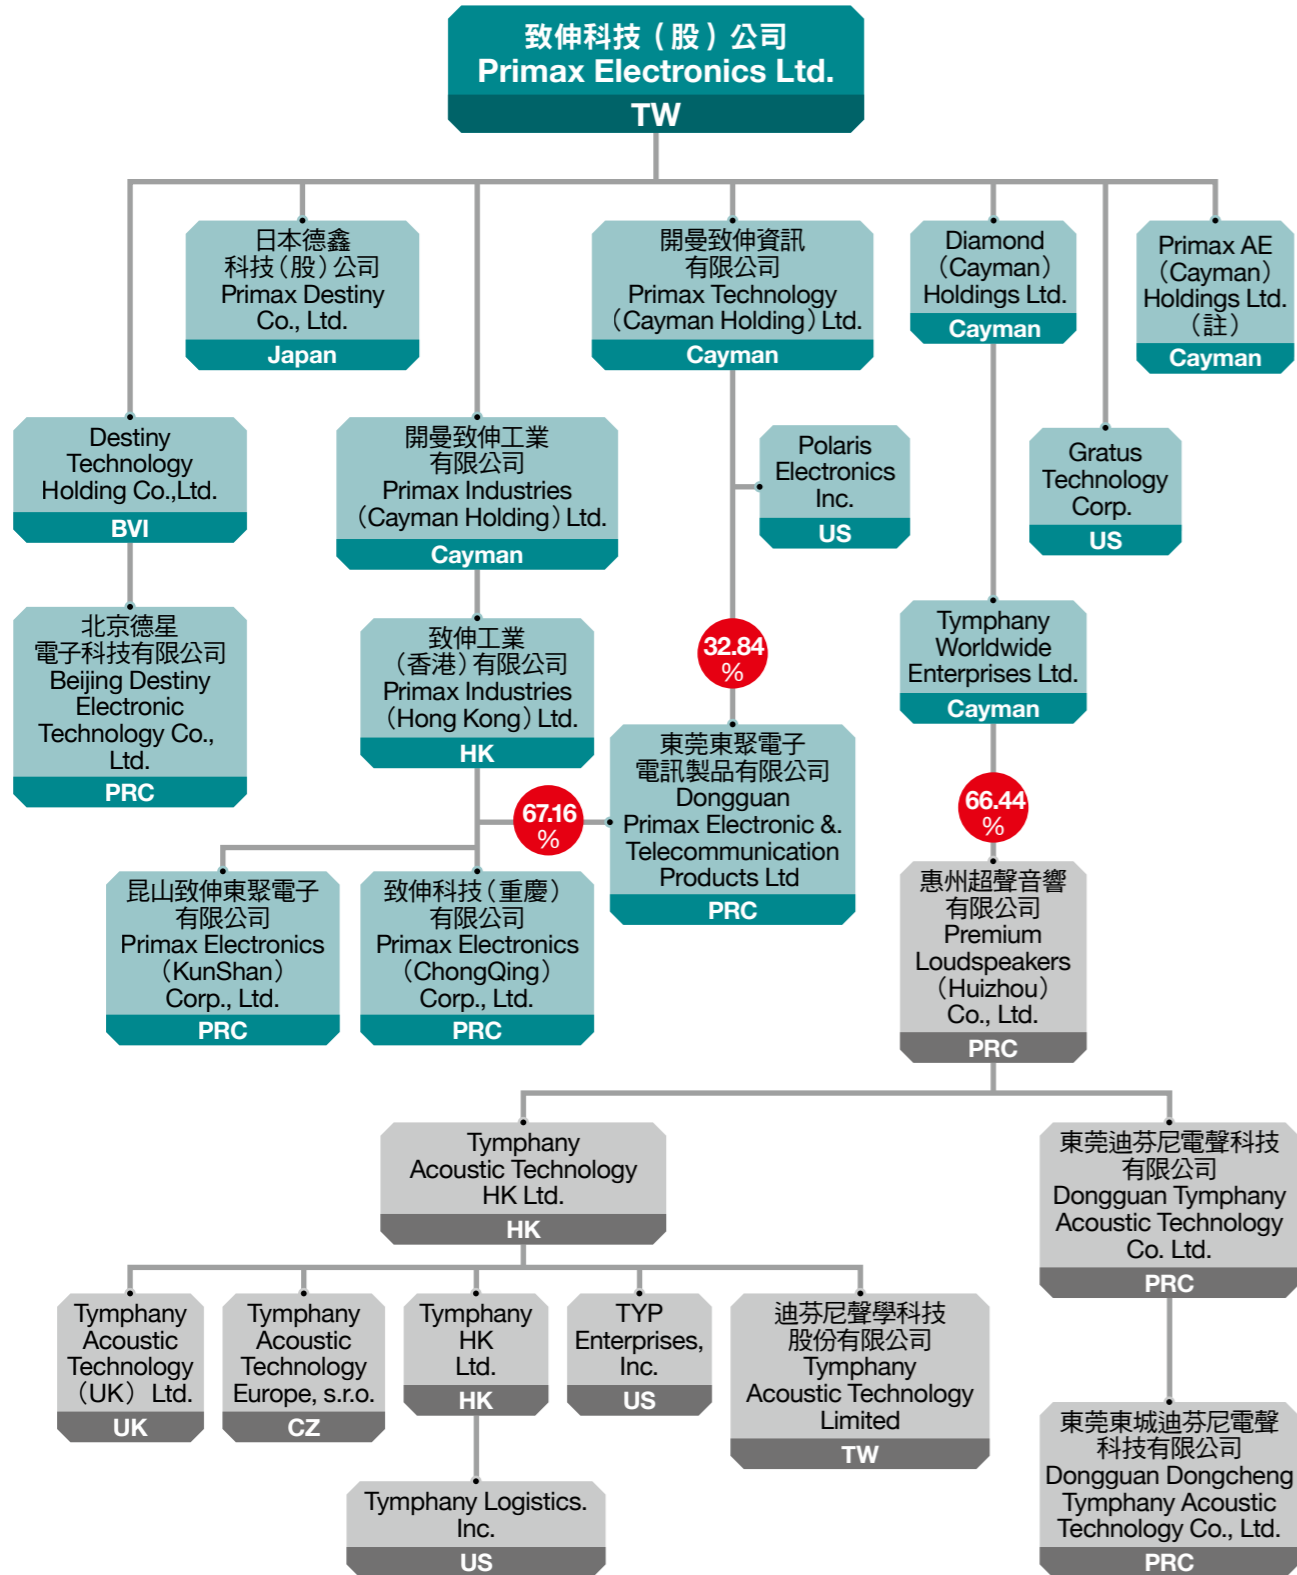 致伸科技（股）公司
Primax Electronics Ltd.
TW
日本德鑫
科技（股）公司
Primax Destiny
Co., Ltd.
Japan
開曼致伸資訊
有限公司
Primax Technology
（Cayman Holding）Ltd.
Cayman
Diamond
（Cayman）
Holdings Ltd.
Cayman
Primax AE
（Cayman）
Holdings Ltd.
（註）
Cayman
Destiny
Technology
Holding Co.,Ltd.
BVI
開曼致伸工業
有限公司
Primax Industries
（Cayman Holding）Ltd.
Cayman
Polaris
Electronics
Inc.
US
Gratus
Technology
Corp.
US
北京德星
電子科技有限公司
Beijing Destiny
Electronic
Technology Co.,
Ltd.
PRC
致伸工業
（香港）有限公司
Primax Industries
（Hong Kong）Ltd.
HK
32.84
%
Tymphany
Worldwide
Enterprises Ltd.
Cayman
67.16
%
東莞東聚電子
電訊製品有限公司
Dongguan
Primax Electronic &.
Telecommunication
Products Ltd
PRC
66.44
%
昆山致伸東聚電子
有限公司
Primax Electronics
（KunShan）
Corp., Ltd.
PRC
致伸科技（重慶）
有限公司
Primax Electronics
（ChongQing）
Corp., Ltd.
PRC
惠州超聲音響
有限公司
Premium
Loudspeakers
（Huizhou）
Co., Ltd.
PRC
Tymphany
Acoustic Technology
HK Ltd.
HK
東莞迪芬尼電聲科技
有限公司
Dongguan Tymphany
Acoustic Technology
Co. Ltd.
PRC
Tymphany
Acoustic
Technology
（UK） Ltd.
UK
Tymphany
Acoustic
Technology
Europe, s.r.o.
CZ
Tymphany
HK
Ltd.
HK
TYP
Enterprises,
Inc.
US
迪芬尼聲學科技
股份有限公司
Tymphany
Acoustic Technology
Limited
TW
Tymphany Logistics.
Inc.
US
東莞東城迪芬尼電聲
科技有限公司
Dongguan Dongcheng
Tymphany Acoustic
Technology Co., Ltd.
PRC